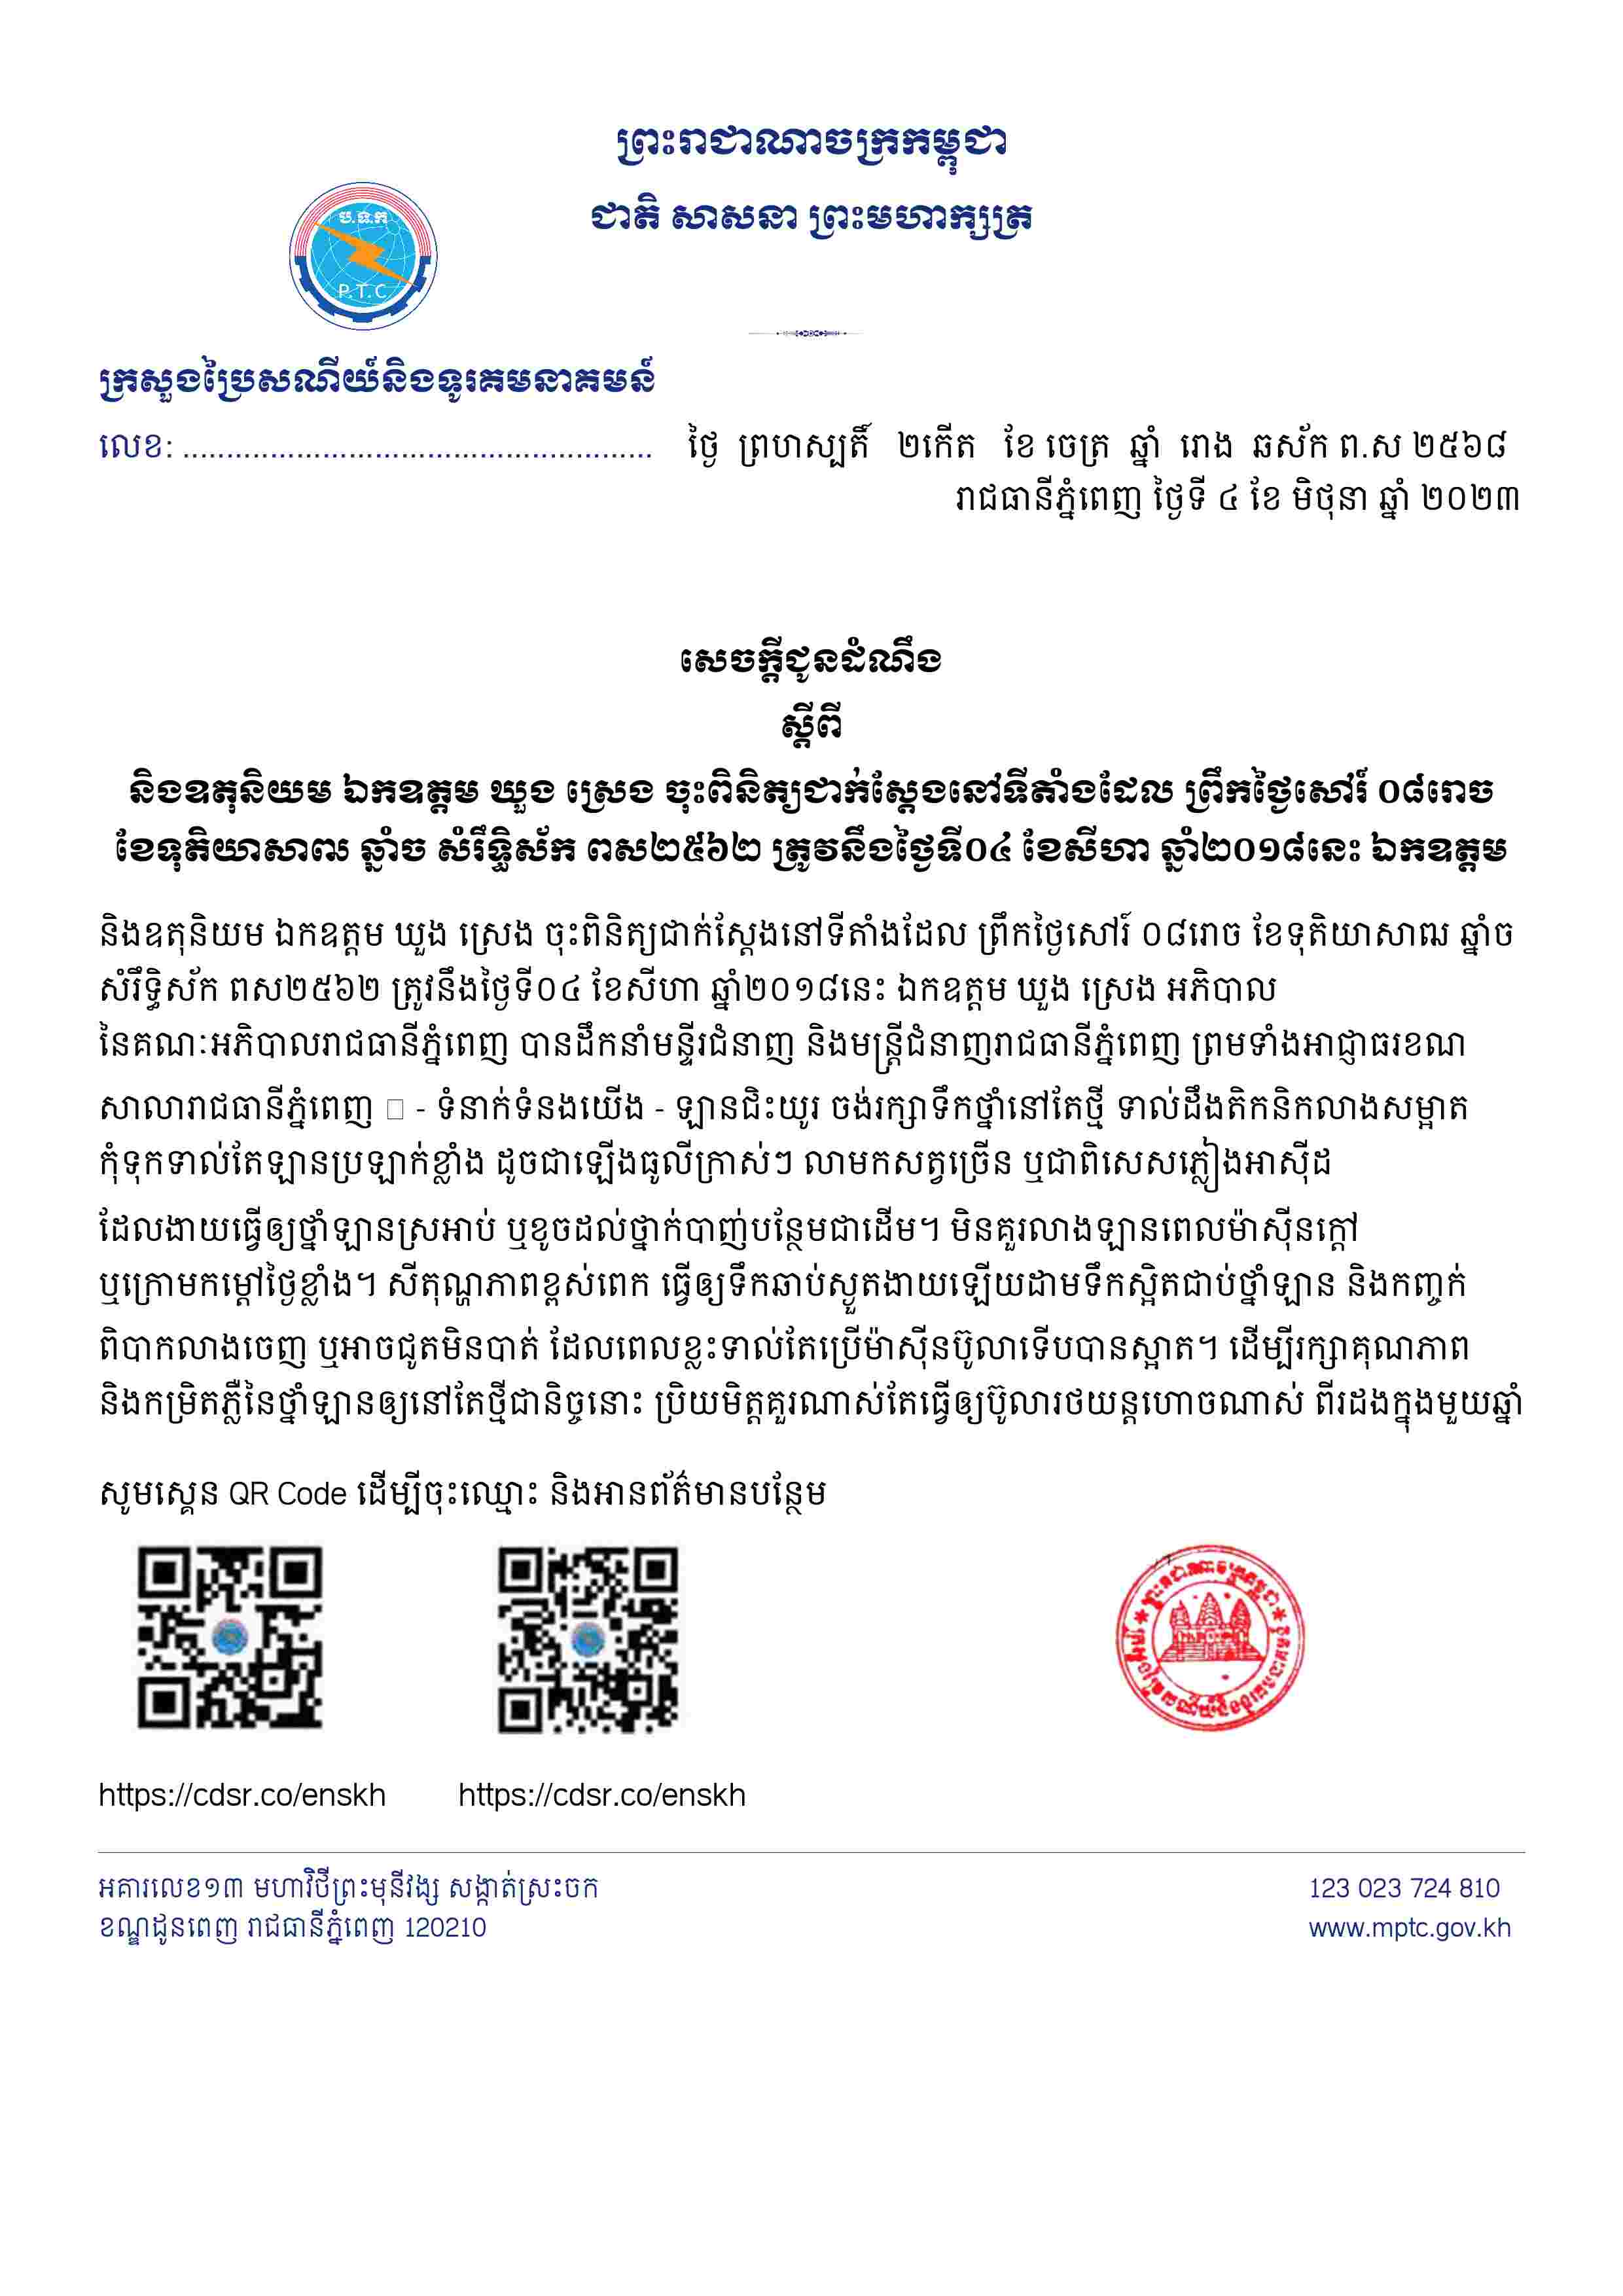 ព្រះរាជាណាចក្រកម្ពុជា
ជាតិ សាសនា ព្រះមហាក្សត្រ
ប.ទ.ក
P.T.C
ក្រសួងប្រៃសណីយ៍និងទូរគមនាគមន៍
លេខ: ......................................................
ថ្ងៃ ព្រហស្បតិ៍ ២កើត ខែ ចេត្រ ឆ្នាំ រោង ឆស័ក ព.ស ២៥៦៨
រាជធានីភ្នំពេញ ថ្ងៃទី ៤ ខែ មិថុនា ឆ្នាំ ២០២៣
សេចក្តីជូនដំណឹង
ស្តីពី
និងឧតុនិយម ឯកឧត្តម ឃួង ស្រេង ចុះពិនិត្យជាក់ស្តែងនៅទីតាំងដែល ព្រឹកថ្ងៃសៅរ៍ ០៨រោច
ខែទុតិយាសាឍ ឆ្នាំច សំរឹទ្ធិស័ក ពស២៥៦២ ត្រូវនឹងថ្ងៃទី០៤ ខែសីហា ឆ្នាំ២០១៨នេះ ឯកឧត្តម
និងឧតុនិយម ឯកឧត្តម ឃួង ស្រេង ចុះពិនិត្យជាក់ស្តែងនៅទីតាំងដែល ព្រឹកថ្ងៃសៅរ៍ ០៨រោច ខែទុតិយាសាឍ ឆ្នាំច
សំរឹទ្ធិស័ក ពស២៥៦២ ត្រូវនឹងថ្ងៃទី០៤ ខែសីហា ឆ្នាំ២០១៨នេះ ឯកឧត្តម ឃួង ស្រេង អភិបាល
នៃគណៈអភិបាលរាជធានីភ្នំពេញ បានដឹកនាំមន្ទីរជំនាញ និងមន្ត្រីជំនាញរាជធានីភ្នំពេញ ព្រមទាំងអាជ្ញាធរខណ
សាលារាជធានីភ្នំពេញ - ទំនាក់ទំនងយើង - ឡានជិះយូរ ចង់រក្សាទឹកថ្នាំនៅតែថ្មី ទាល់ដឹងតិកនិកលាងសម្អាត
កុំទុកទាល់តែឡានប្រឡាក់ខ្លាំង ដូចជាឡើងធូលីក្រាស់ៗ លាមកសត្វច្រើន ឬជាពិសេសភ្លៀងអាស៊ីដ
ដែលងាយធ្វើឲ្យថ្នាំឡានស្រអាប់ ឬខូចដល់ថ្នាក់បាញ់បន្ថែមជាដើម។ មិនគួរលាងឡានពេលម៉ាស៊ីនក្តៅ
ឬក្រោមកម្តៅថ្ងៃខ្លាំង។ សីតុណ្ហភាពខ្ពស់ពេក ធ្វើឲ្យទឹកឆាប់ស្ងួតងាយឡើយដាមទឹកស្អិតជាប់ថ្នាំឡាន និងកញ្ចក់
ពិបាកលាងចេញ ឬអាចជូតមិនបាត់ ដែលពេលខ្លះទាល់តែប្រើម៉ាស៊ីនប៊ូលាទើបបានស្អាត។ ដើម្បីរក្សាគុណភាព
និងកម្រិតភ្លឺនៃថ្នាំឡានឲ្យនៅតែថ្មីជានិច្ចនោះ ប្រិយមិត្តគួរណាស់តែធ្វើឲ្យប៊ូលារថយន្តហោចណាស់ ពីរដងក្នុងមួយឆ្នាំ
សូមស្គេន QR Code ដើម្បីចុះឈ្មោះ និងអានព័ត៌មានបន្ថែម
ព្រះរាជាណាចក្រកម្ពុជា
ក្រសួងប្រៃសណីយ៍និងទូរគមនាគមន៍
https://cdsr.co/enskh
https://cdsr.co/enskh
អគារលេខ១៣ មហាវិថីព្រះមុនីវង្ស សង្កាត់ស្រះចក
ខណ្ឌដូនពេញ រាជធានីភ្នំពេញ 120210
123 023 724 810
www.mptc.gov.kh